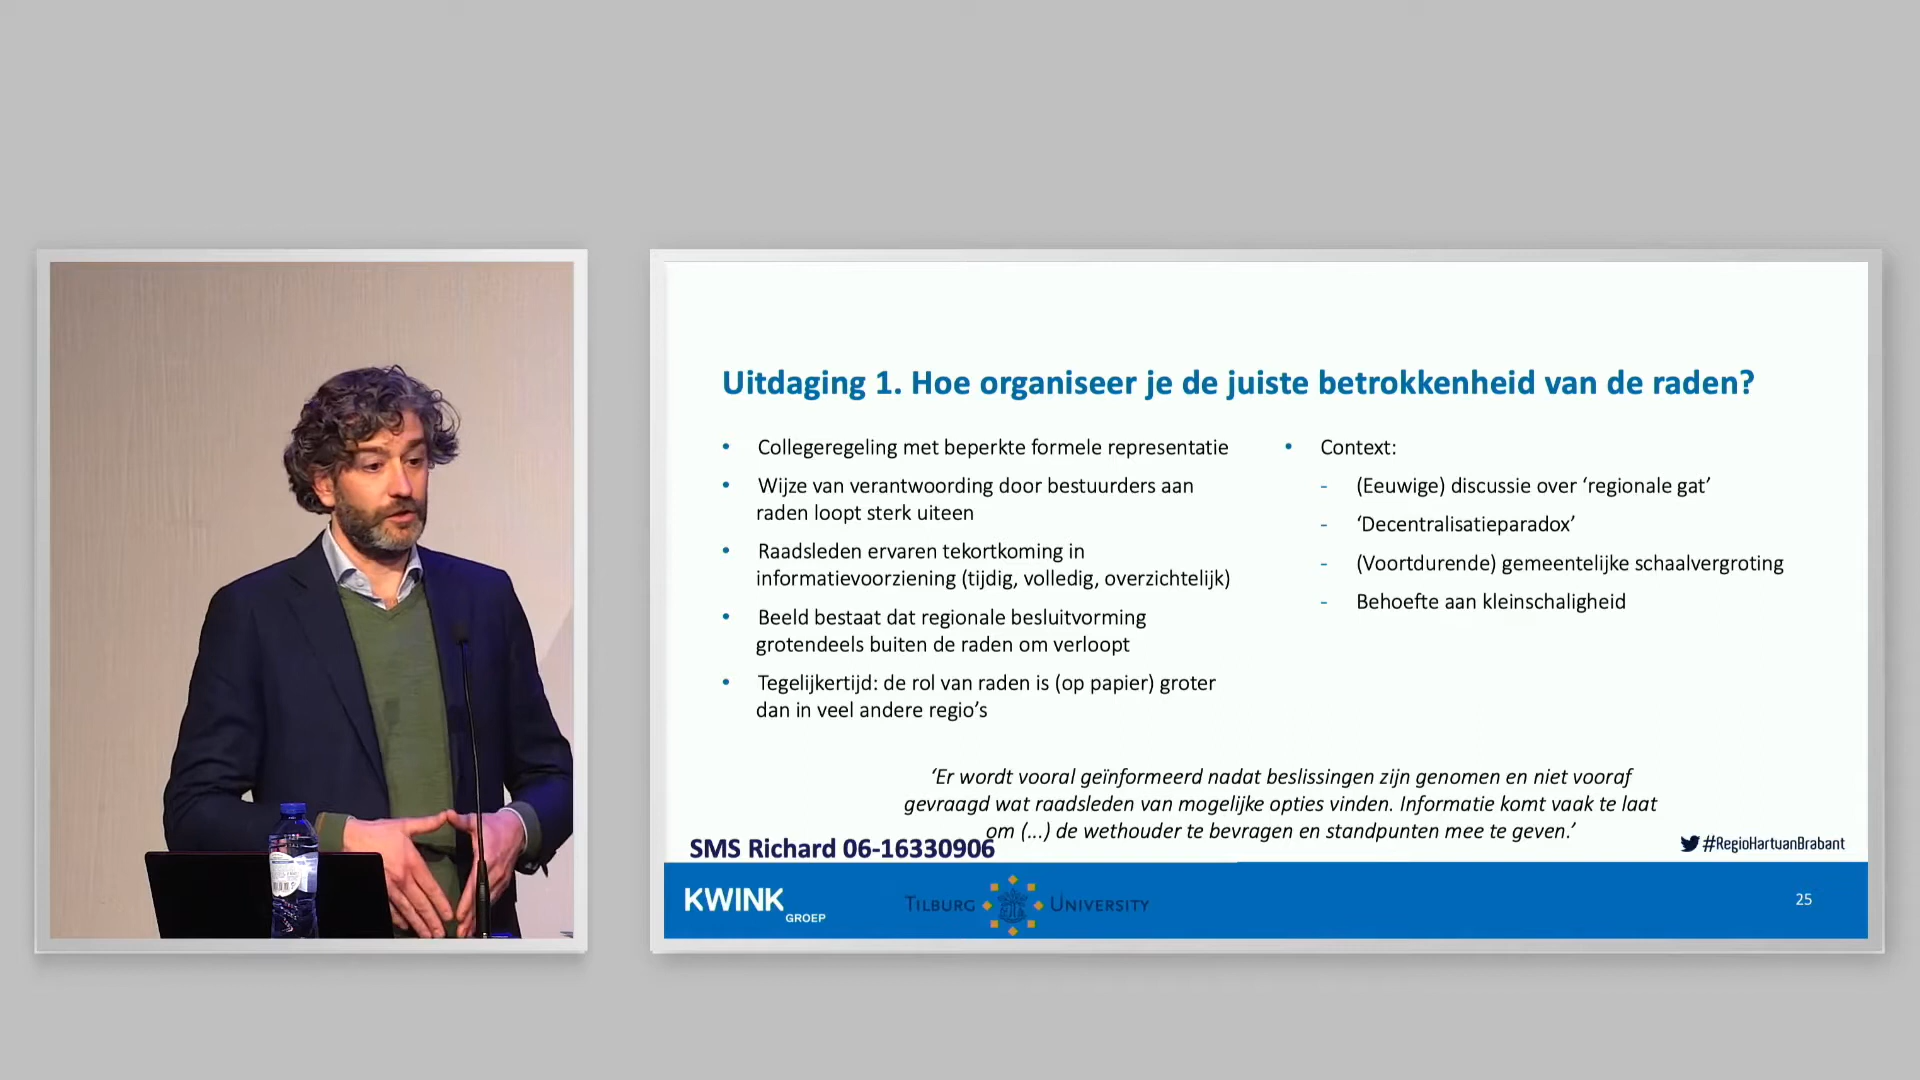 Uitdaging 1. Hoe organiseer je de juiste betrokkenheid van de raden?
• Collegeregeling met beperkte formele representatie
• Wijze van verantwoording door bestuurders aan
raden loopt sterk uiteen
• Raadsleden ervaren tekortkoming in
informatievoorziening (tijdig, volledig, overzichtelijk)
• Beeld bestaat dat regionale besluitvorming
grotendeels buiten de raden om verloopt
• Tegelijkertijd: de rol van raden is (op papier) groter
dan in veel andere regio’s
• Context:
- (Eeuwige) discussie over ‘regionale gat’
- ‘Decentralisatieparadox’
- (Voortdurende) gemeentelijke schaalvergroting
- Behoefte aan kleinschaligheid
‘Er wordt vooral geïnformeerd nadat beslissingen zijn genomen en niet vooraf
gevraagd wat raadsleden van mogelijke opties vinden. Informatie komt vaak te laat
om (...) de wethouder te bevragen en standpunten mee te geven.’
SMS Richard 06-16330906
#RegioHartvanBrabant
KWINK
GROEP
TILBURG UNIVERSITY
25